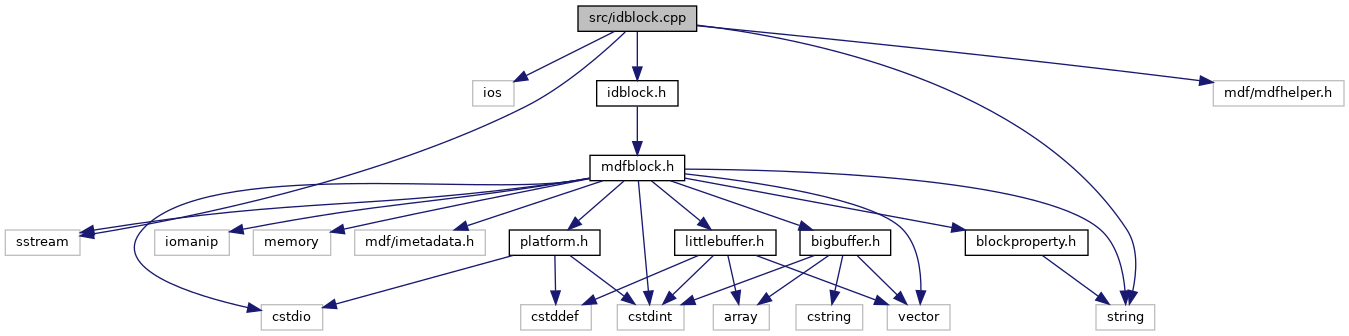 src/idblock.cpp
ios
idblock.h
mdf/mdfhelper.h
mdfblock.h
sstream
iomanip
memory
mdf/imetadata.h
platform.h
littlebuffer.h
bigbuffer.h
blockproperty.h
cstdio
cstddef
cstdint
array
cstring
vector
string